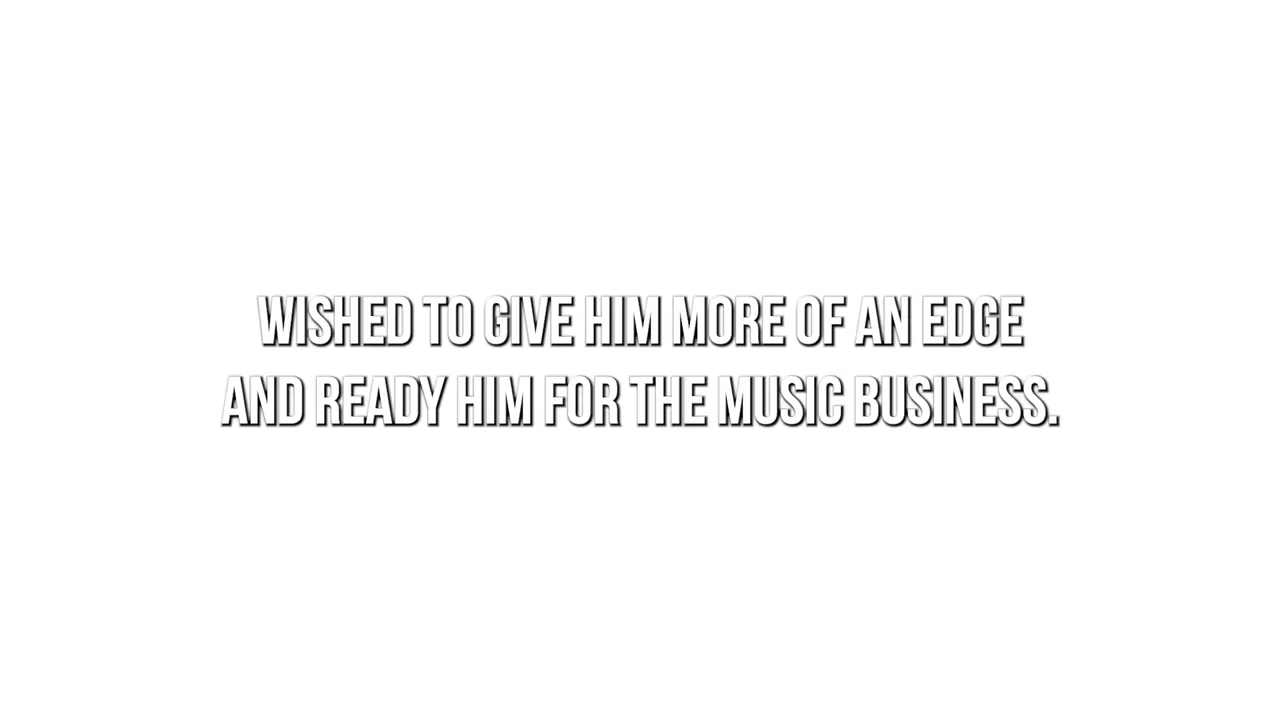 WISHED TO GIVE HIM MORE OF AN EDGE
AND READY HIM FOR THE MUSIC BUSINESS.